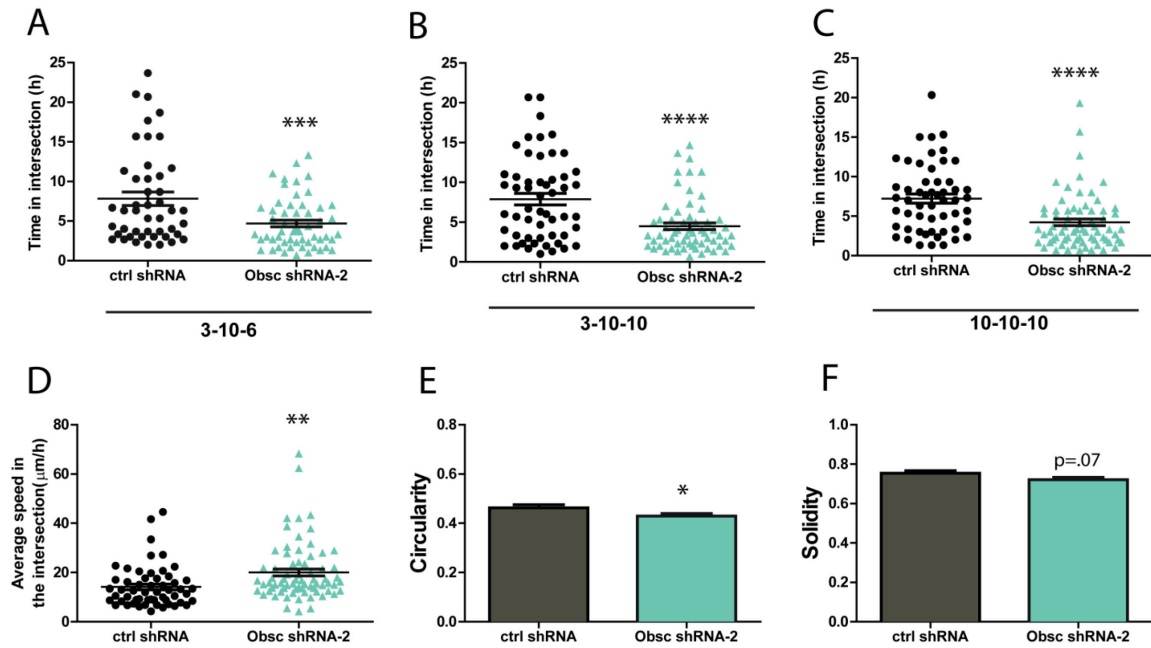 A
Time in intersection (h)
25
20
15
10
5
0
***
ctrl shRNA
Obsc shRNA-2
3-10-6
B
Time in intersection (h)
25
20
15
10
5
0
****
ctrl shRNA
Obsc shRNA-2
3-10-10
C
Time in intersection (h)
25
20
15
10
5
0
****
ctrl shRNA
Obsc shRNA-2
10-10-10
D
Average speed in
the intersection(μm/h)
80
60
40
20
0
**
ctrl shRNA
Obsc shRNA-2
E
Circularity
0.8
0.6
0.4
0.2
0.0
*
ctrl shRNA
Obsc shRNA-2
F
Solidity
1.0
0.8
0.6
0.4
0.2
0.0
p=.07
ctrl shRNA
Obsc shRNA-2